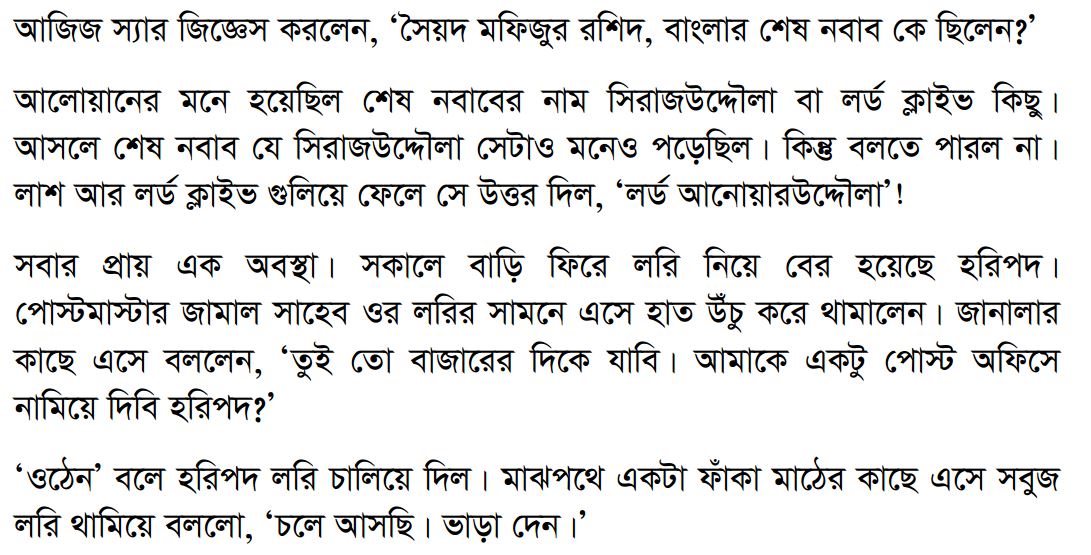 আজিজ স্যার জিজ্ঞেস করলেন, ‘সৈয়দ মফিজুর রশিদ, বাংলার শেষ নবাব কে ছিলেন?’
আলোয়ানের মনে হয়েছিল শেষ নবাবের নাম সিরাজউদ্দৌলা বা লর্ড ক্লাইভ কিছু।
আসলে শেষ নবাব যে সিরাজউদ্দৌলা সেটাও মনেও পড়েছিল। কিন্তু বলতে পারল না।
লাশ আর লর্ড ক্লাইভ গুলিয়ে ফেলে সে উত্তর দিল, ‘লর্ড আনোয়ারউদ্দৌলা’!
সবার প্রায় এক অবস্থা। সকালে বাড়ি ফিরে লরি নিয়ে বের হয়েছে হরিপদ।
পোস্টমাস্টার জামাল সাহেব ওর লরির সামনে এসে হাত উঁচু করে থামালেন। জানালার
কাছে এসে বললেন, ‘তুই তো বাজারের দিকে যাবি। আমাকে একটু পোস্ট অফিসে
নামিয়ে দিবি হরিপদ?’
‘ওঠেন’ বলে হরিপদ লরি চালিয়ে দিল। মাঝপথে একটা ফাঁকা মাঠের কাছে এসে সবুজ
লরি থামিয়ে বললো, ‘চলে আসছি। ভাড়া দেন।’